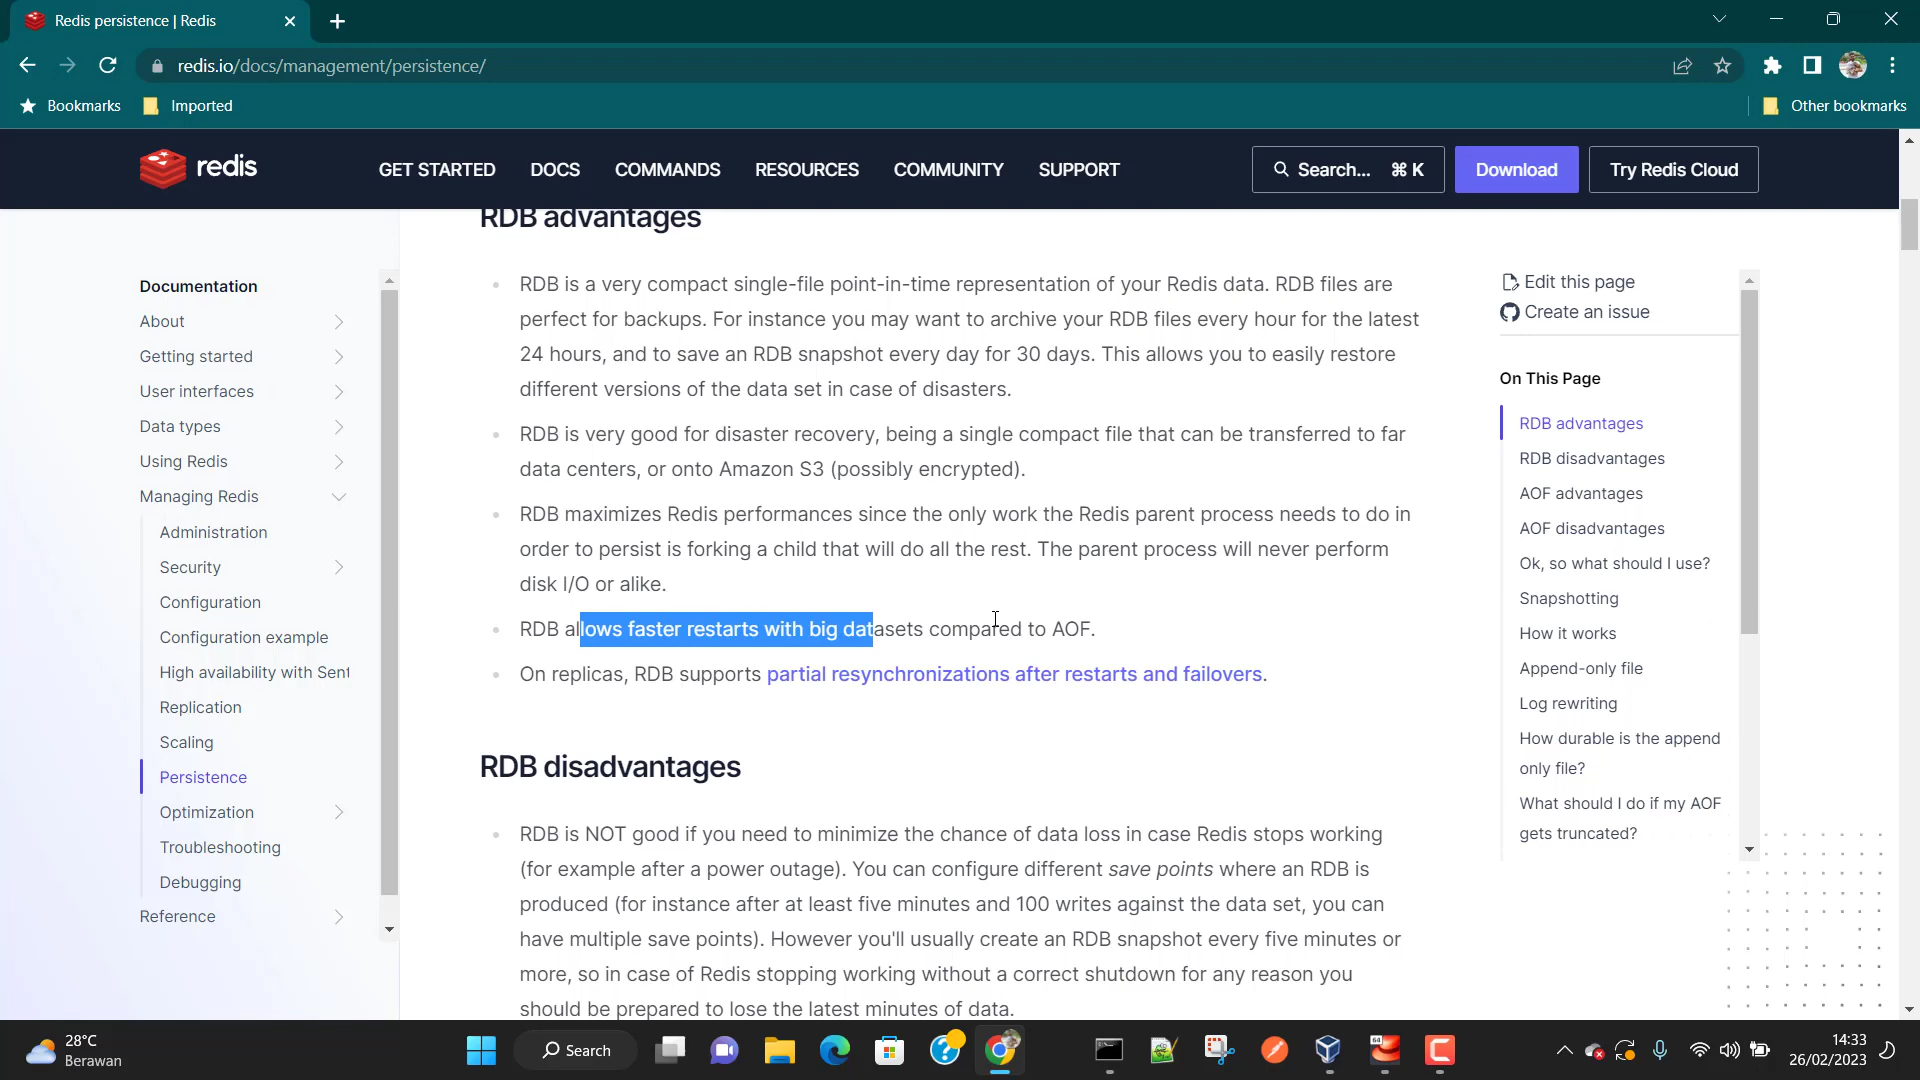 Redis persistence | Redis
redis.io/docs/management/persistence/
Bookmarks
Imported
Other bookmarks
redis
GET STARTED
DOCS
COMMANDS
RESOURCES
COMMUNITY
SUPPORT
Search... ⌘ K
Download
Try Redis Cloud
Documentation
About
Getting started
User interfaces
Data types
Using Redis
Managing Redis
Administration
Security
Configuration
Configuration example
High availability with Sent
Replication
Scaling
Persistence
Optimization
Troubleshooting
Debugging
Reference
RDB advantages
RDB is a very compact single-file point-in-time representation of your Redis data. RDB files are
perfect for backups. For instance you may want to archive your RDB files every hour for the latest
24 hours, and to save an RDB snapshot every day for 30 days. This allows you to easily restore
different versions of the data set in case of disasters.
RDB is very good for disaster recovery, being a single compact file that can be transferred to far
data centers, or onto Amazon S3 (possibly encrypted).
RDB maximizes Redis performances since the only work the Redis parent process needs to do in
order to persist is forking a child that will do all the rest. The parent process will never perform
disk I/O or alike.
RDB allows faster restarts with big datasets compared to AOF.
On replicas, RDB supports partial resynchronizations after restarts and failovers.
RDB disadvantages
RDB is NOT good if you need to minimize the chance of data loss in case Redis stops working
(for example after a power outage). You can configure different save points where an RDB is
produced (for instance after at least five minutes and 100 writes against the data set, you can
have multiple save points). However you'll usually create an RDB snapshot every five minutes or
more, so in case of Redis stopping working without a correct shutdown for any reason you
should be prepared to lose the latest minutes of data.
Edit this page
Create an issue
On This Page
RDB advantages
RDB disadvantages
AOF advantages
AOF disadvantages
Ok, so what should I use?
Snapshotting
How it works
Append-only file
Log rewriting
How durable is the append
only file?
What should I do if my AOF
gets truncated?
28°C
Berawan
Search
64
14:33
26/02/2023